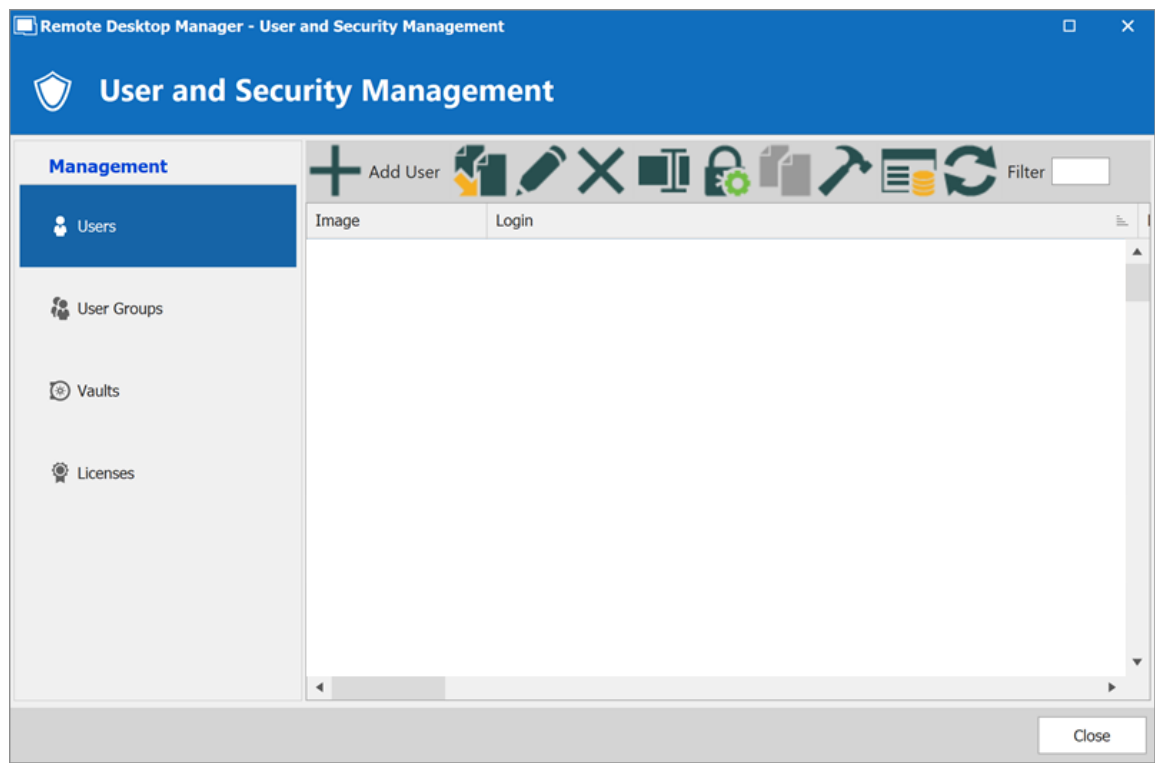 Remote Desktop Manager - User and Security Management
User and Security Management
Management
Users
User Groups
Vaults
Licenses
Add User
Filter
Image
Login
Close